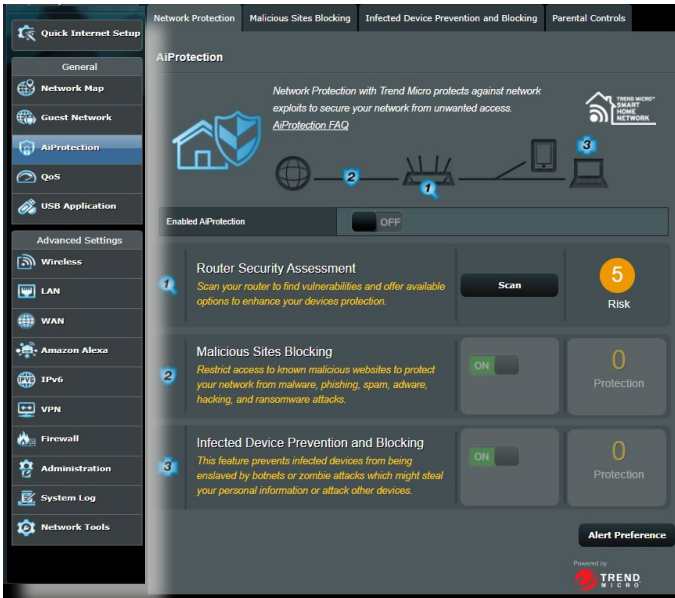 Network Protection
Malicious Sites Blocking
Infected Device Prevention and Blocking
Parental Controls
Quick Internet Setup
General
Network Map
Guest Network
AiProtection
QoS
USB Application
Advanced Settings
Wireless
LAN
WAN
Amazon Alexa
IPv6
VPN
Firewall
Administration
System Log
Network Tools
AiProtection
Network Protection with Trend Micro protects against network
exploits to secure your network from unwanted access.
AiProtection FAQ
TREND MICRO™
SMART
HOME
NETWORK
2
1
3
Enabled AiProtection
OFF
1
Router Security Assessment
Scan your router to find vulnerabilities and offer available
options to enhance your devices protection.
Scan
5
Risk
2
Malicious Sites Blocking
Restrict access to known malicious websites to protect
your network from malware, phishing, spam, adware,
hacking, and ransomware attacks.
ON
0
Protection
3
Infected Device Prevention and Blocking
This feature prevents infected devices from being
enslaved by botnets or zombie attacks which might steal
your personal information or attack other devices.
ON
0
Protection
Alert Preference
Powered by
TREND
MICRO